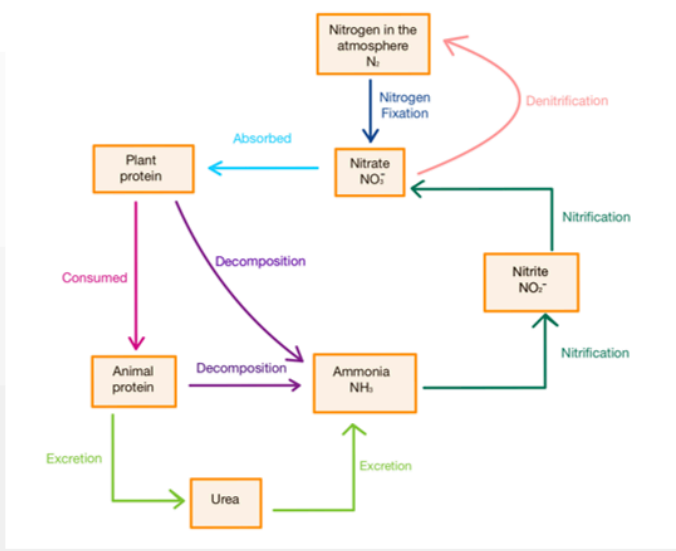 Nitrogen in the
atmosphere
N₂
Nitrogen
Fixation
Denitrification
Absorbed
Plant
protein
Nitrate
NO₃⁻
Nitrification
Decomposition
Consumed
Nitrite
NO₂⁻
Nitrification
Animal
protein
Decomposition
Ammonia
NH₃
Excretion
Excretion
Urea